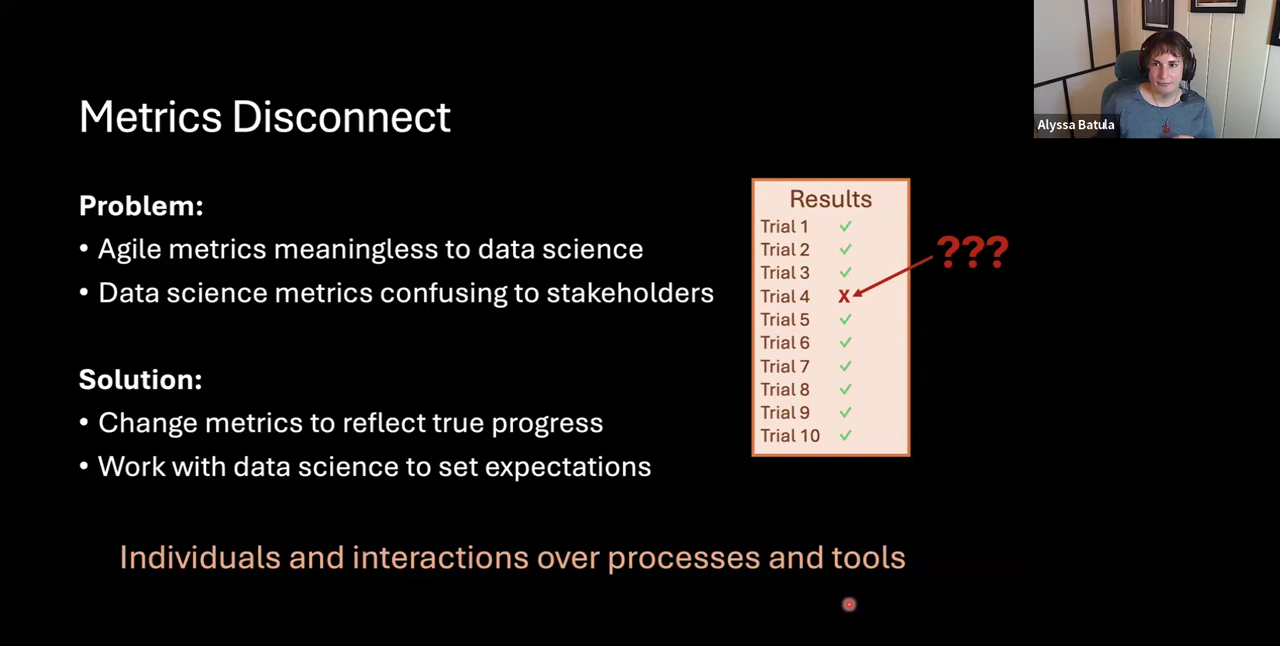 Metrics Disconnect
Alyssa Batula
Problem:
• Agile metrics meaningless to data science
• Data science metrics confusing to stakeholders
Solution:
• Change metrics to reflect true progress
• Work with data science to set expectations
Results
Trial 1 ✓
Trial 2 ✓
Trial 3 ✓
Trial 4 X
Trial 5 ✓
Trial 6 ✓
Trial 7 ✓
Trial 8 ✓
Trial 9 ✓
Trial 10 ✓
???
Individuals and interactions over processes and tools